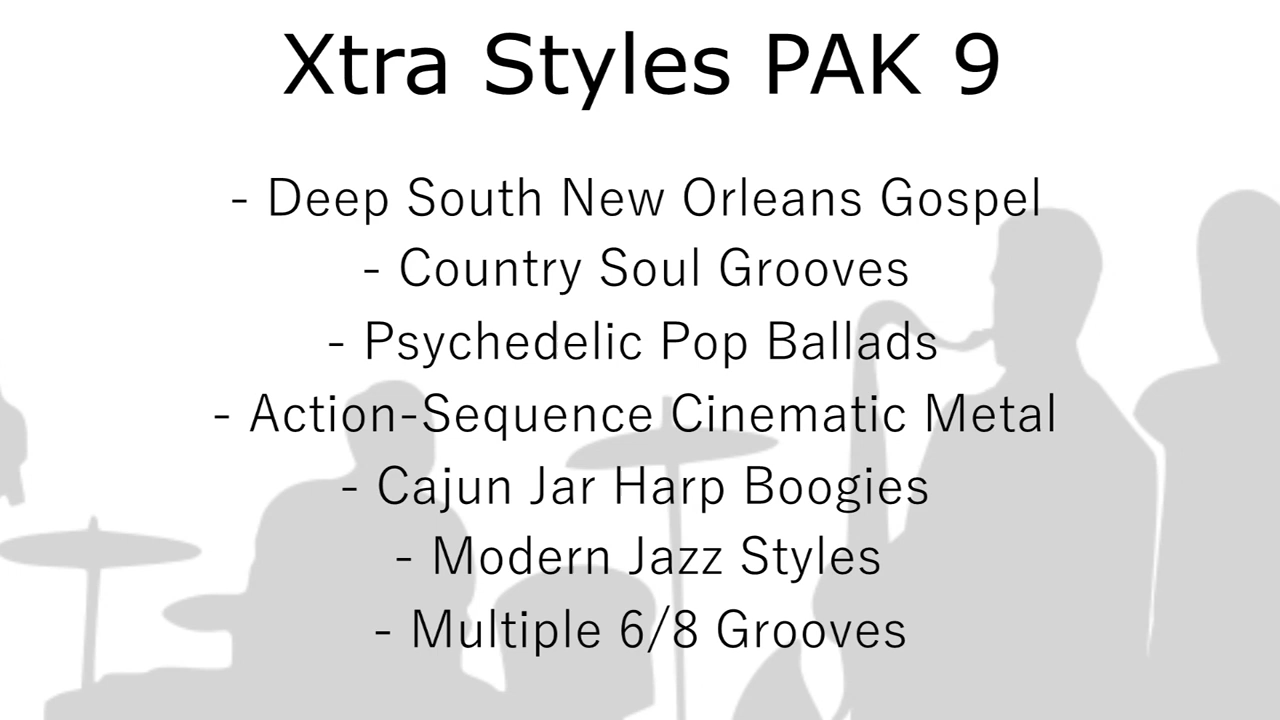 Xtra Styles PAK 9
- Deep South New Orleans Gospel
- Country Soul Grooves
- Psychedelic Pop Ballads
- Action-Sequence Cinematic Metal
- Cajun Jar Harp Boogies
- Modern Jazz Styles
- Multiple 6/8 Grooves